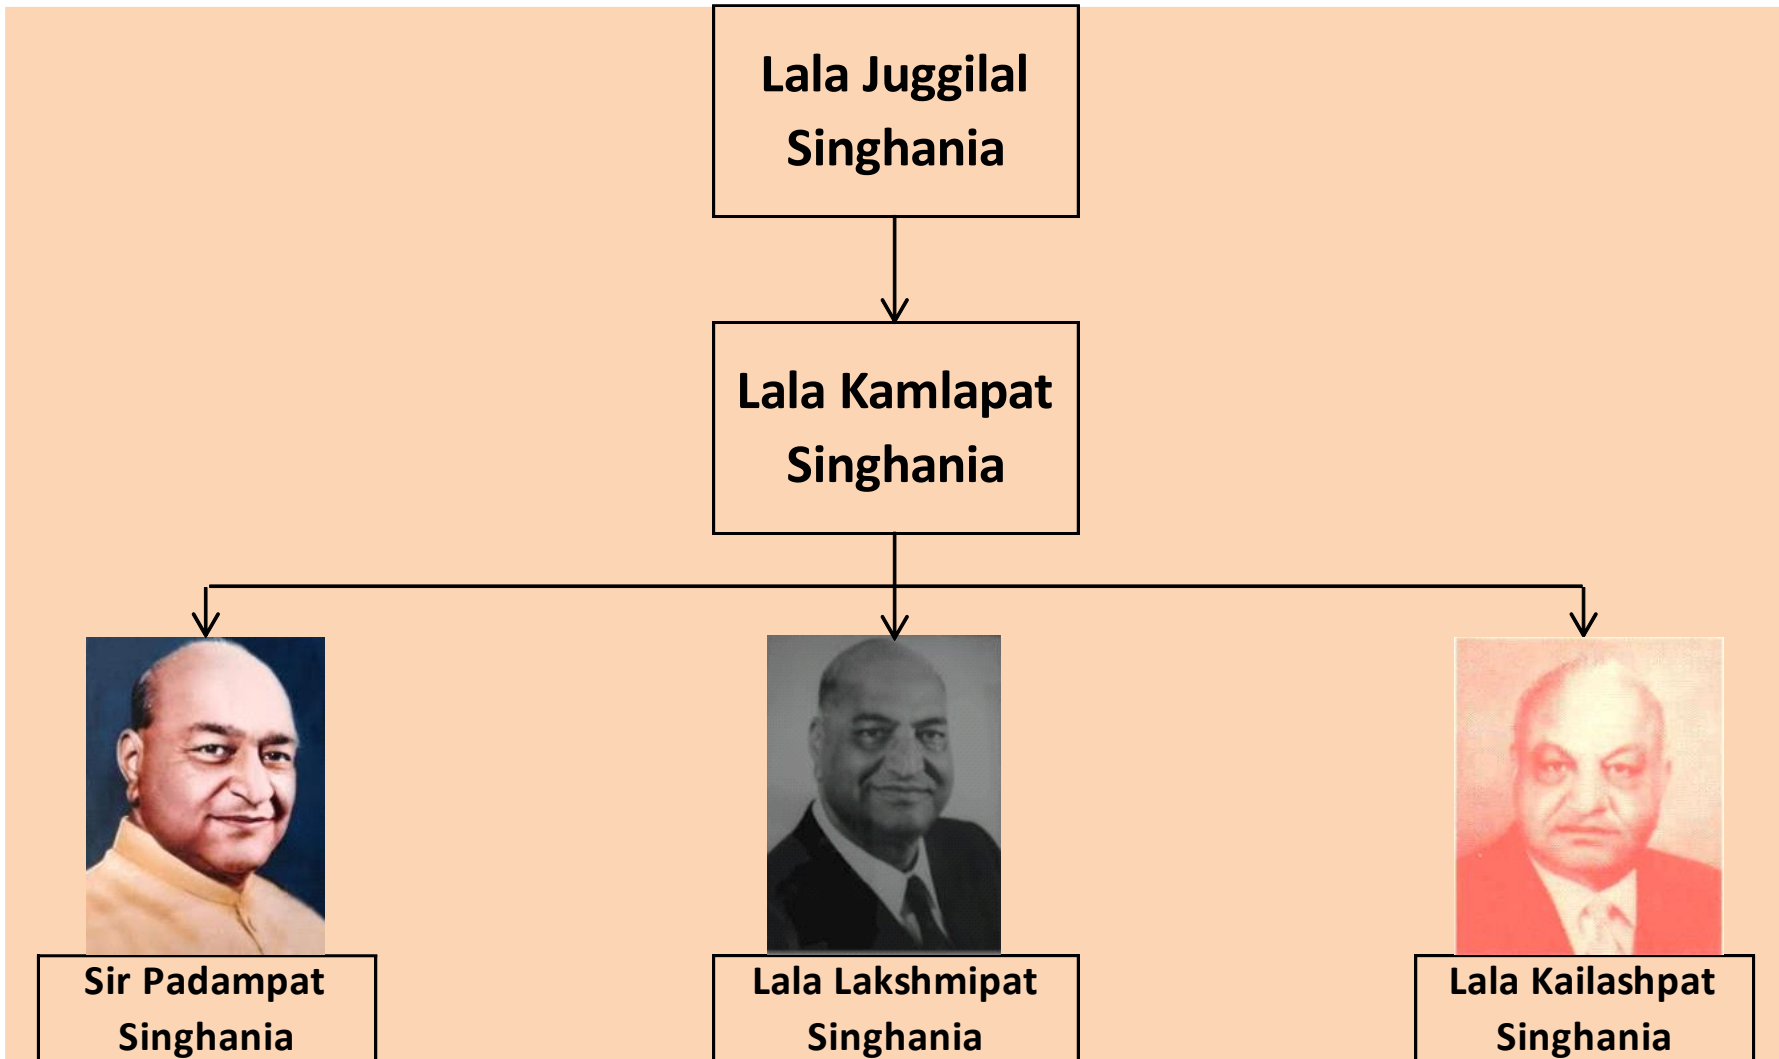 Lala Juggilal
Singhania
Lala Kamlapat
Singhania
Sir Padampat
Singhania
Lala Lakshmipat
Singhania
Lala Kailashpat
Singhania